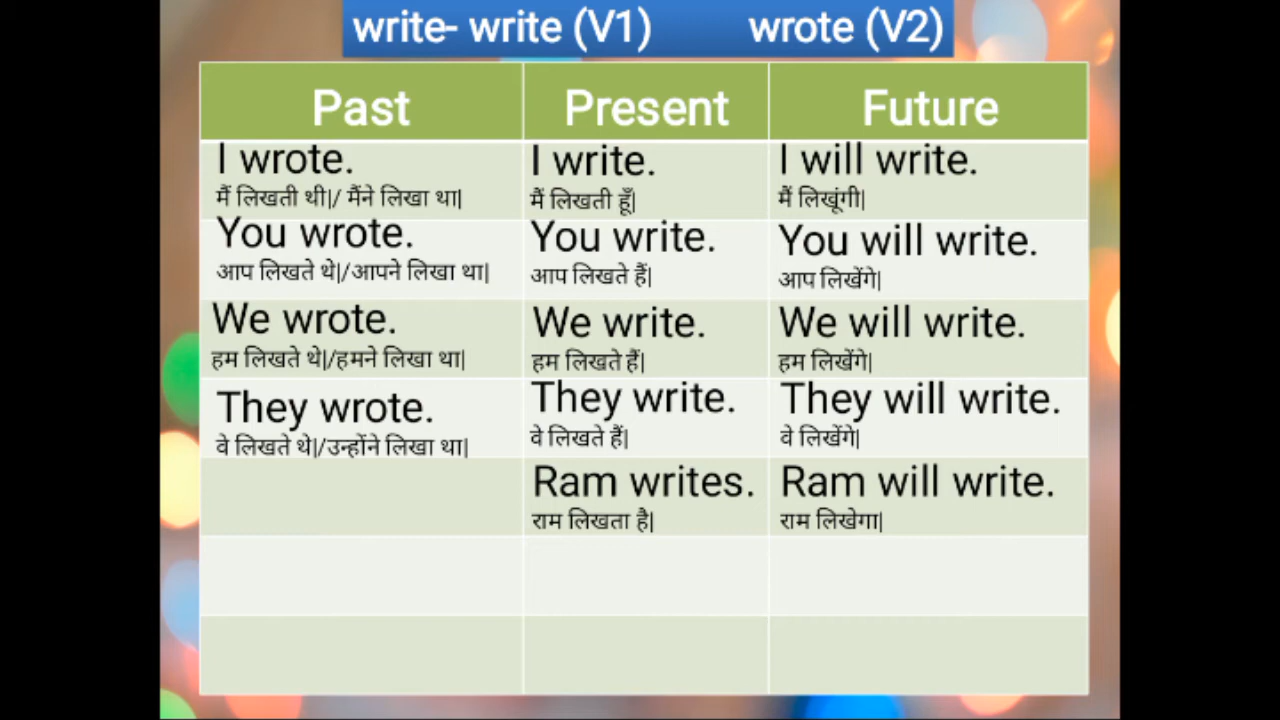 write- write (V1) wrote (V2)
Past Present Future
I wrote. I write. I will write.
मैं लिखती थी|/ मैंने लिखा था| मैं लिखती हूँ| मैं लिखूंगी|
You wrote. You write. You will write.
आप लिखते थे|/आपने लिखा था| आप लिखते हैं| आप लिखेंगे|
We wrote. We write. We will write.
हम लिखते थे|/हमने लिखा था| हम लिखते हैं| हम लिखेंगे|
They wrote. They write. They will write.
वे लिखते थे|/उन्होंने लिखा था| वे लिखते हैं| वे लिखेंगे|
Ram writes. Ram will write.
राम लिखता है| राम लिखेगा|